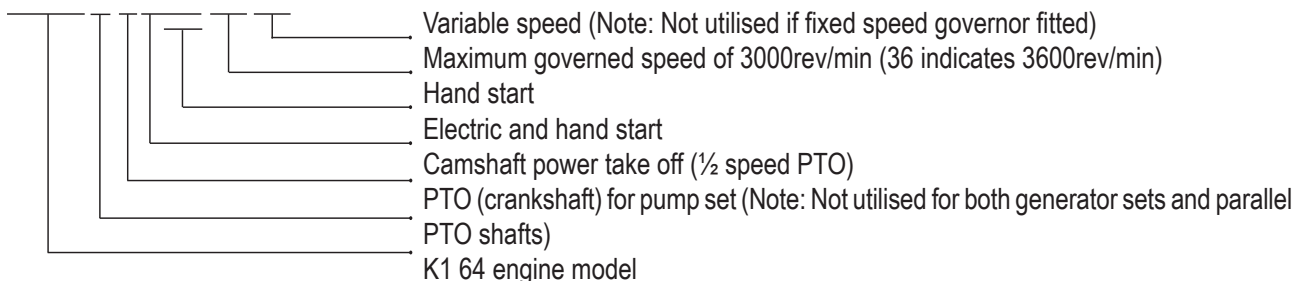 Variable speed (Note: Not utilised if fixed speed governor fitted)
Maximum governed speed of 3000rev/min (36 indicates 3600rev/min)
Hand start
Electric and hand start
Camshaft power take off (½ speed PTO)
PTO (crankshaft) for pump set (Note: Not utilised for both generator sets and parallel
PTO shafts)
K1 64 engine model